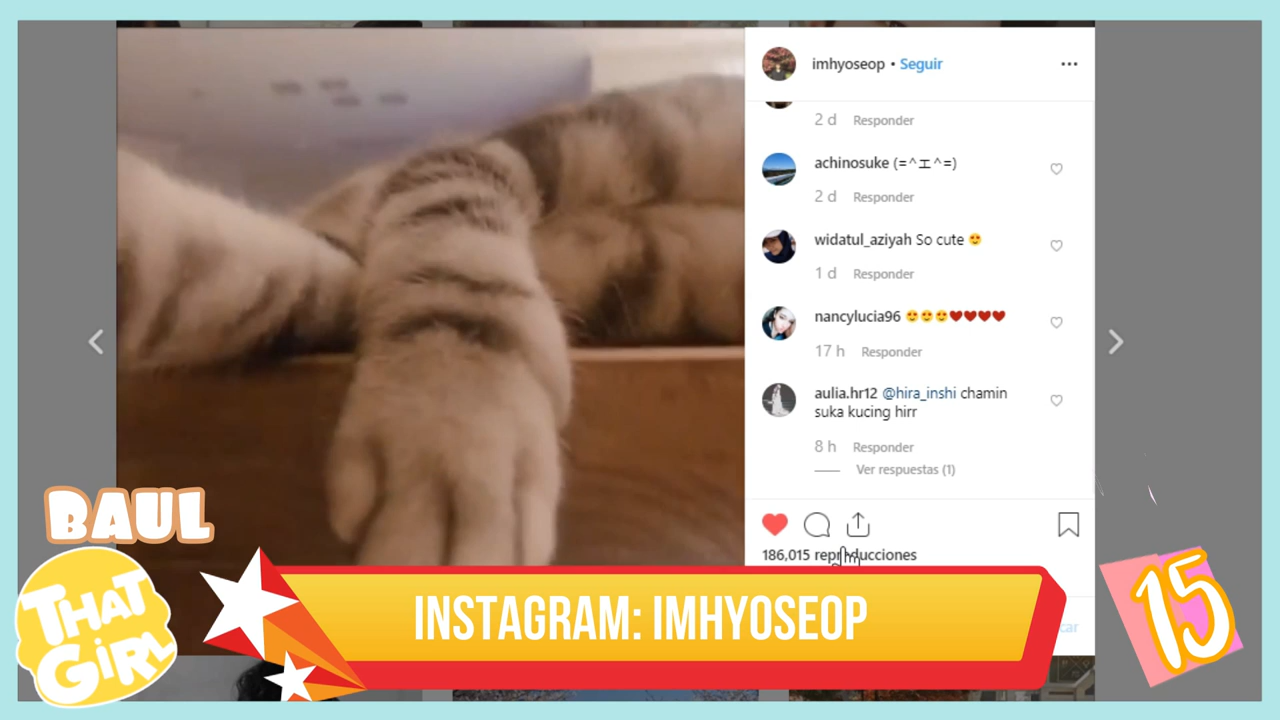 imhyoseop • Seguir
2 d Responder
achinosuke (=^エ^=)
2 d Responder
widatul_aziyah So cute 😍
1 d Responder
nancylucia96 😍😍😍❤❤❤❤
17 h Responder
aulia.hr12 @hira_inshi chamin
suka kucing hirr
8 h Responder
Ver respuestas (1)
186,015 reproducciones
BAUL
THAT
GiRL
INSTAGRAM: IMHYOSEOP
15